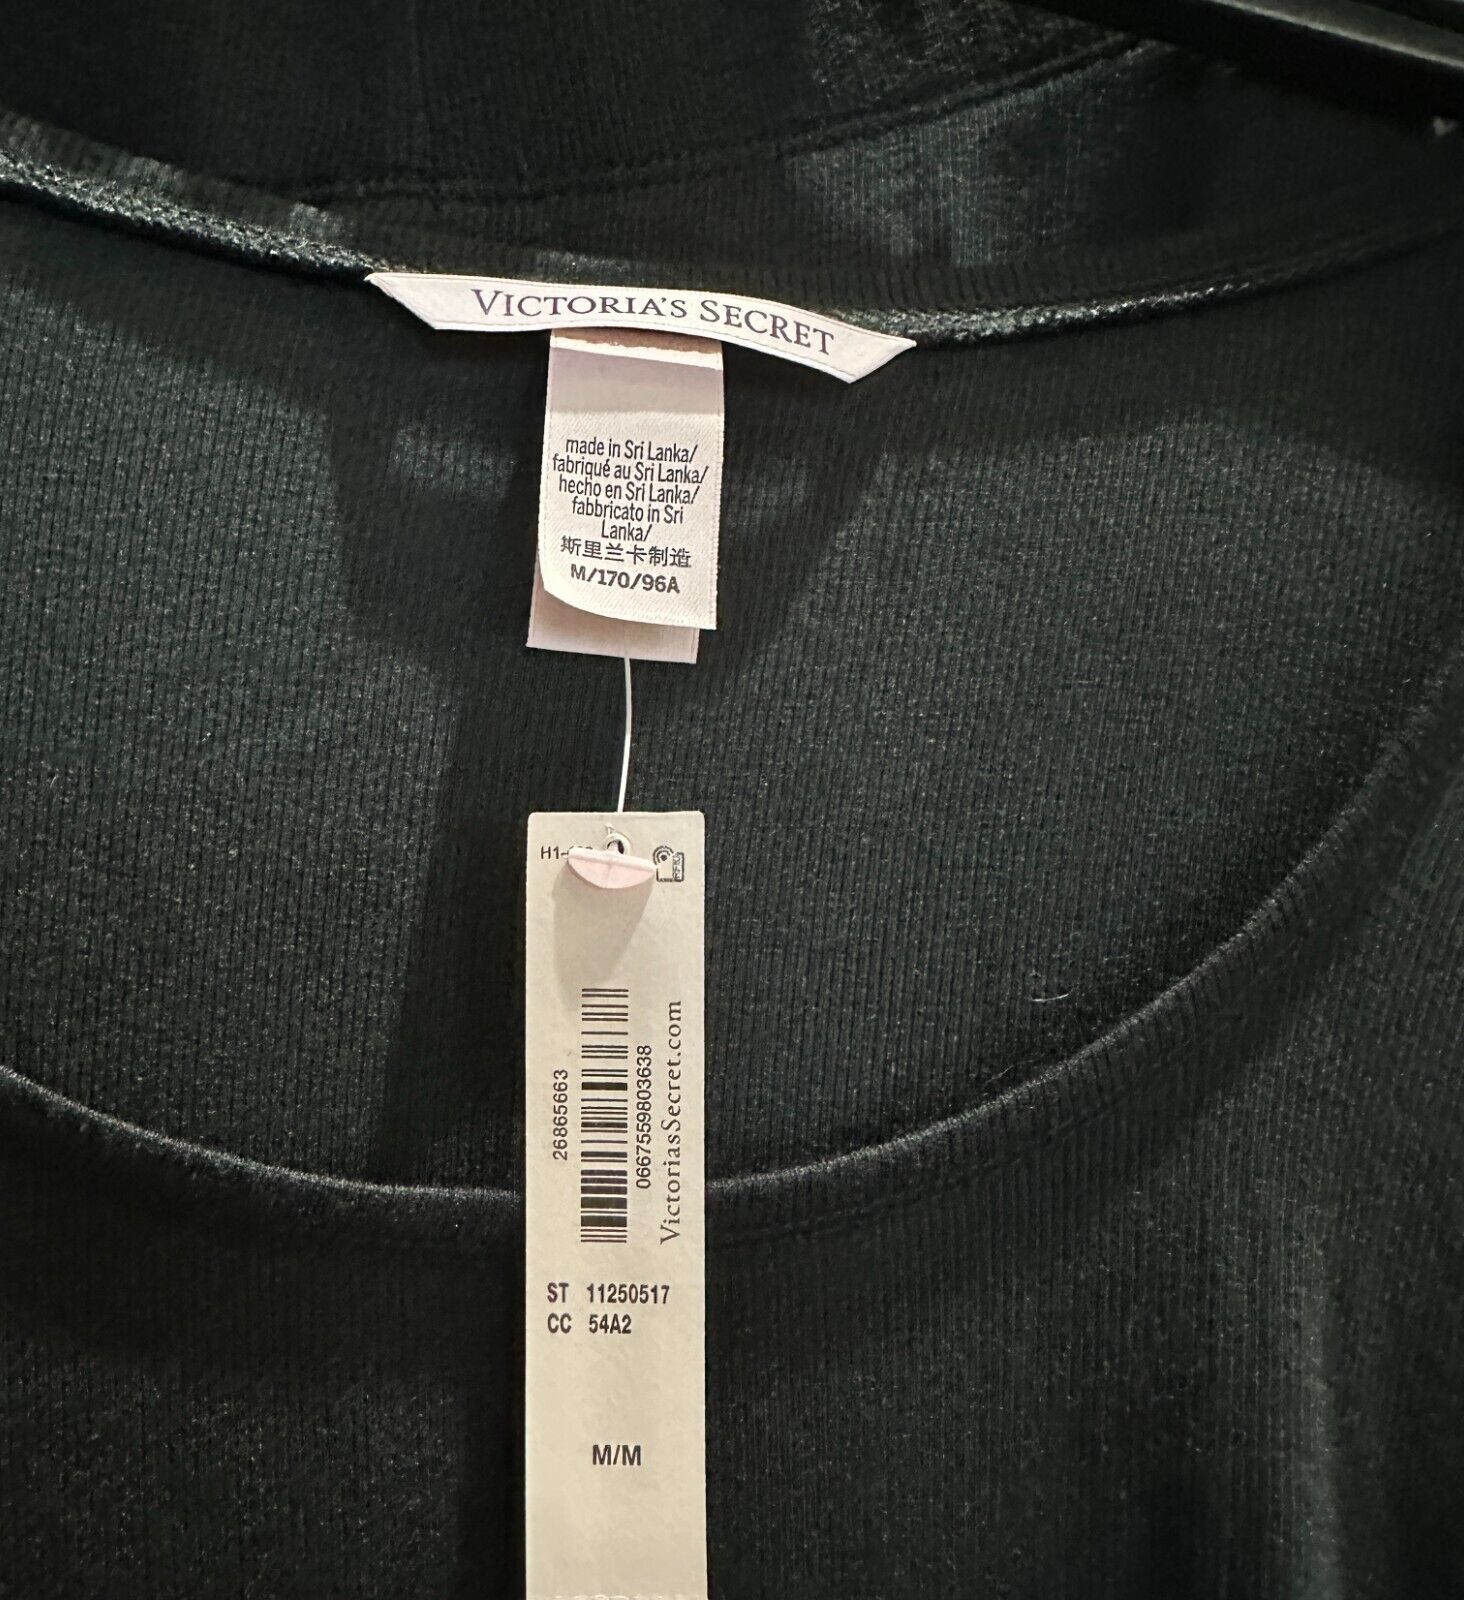 VICTORIA'S SECRET
made in Sri Lanka/
fabriqué au Sri Lanka/
hecho en Sri Lanka/
fabbricato in Sri
Lanka/
斯里兰卡制造
M/170/96A
RFID
26865663
0667559803638
VictoriasSecret.com
ST 11250517
CC 54A2
M/M